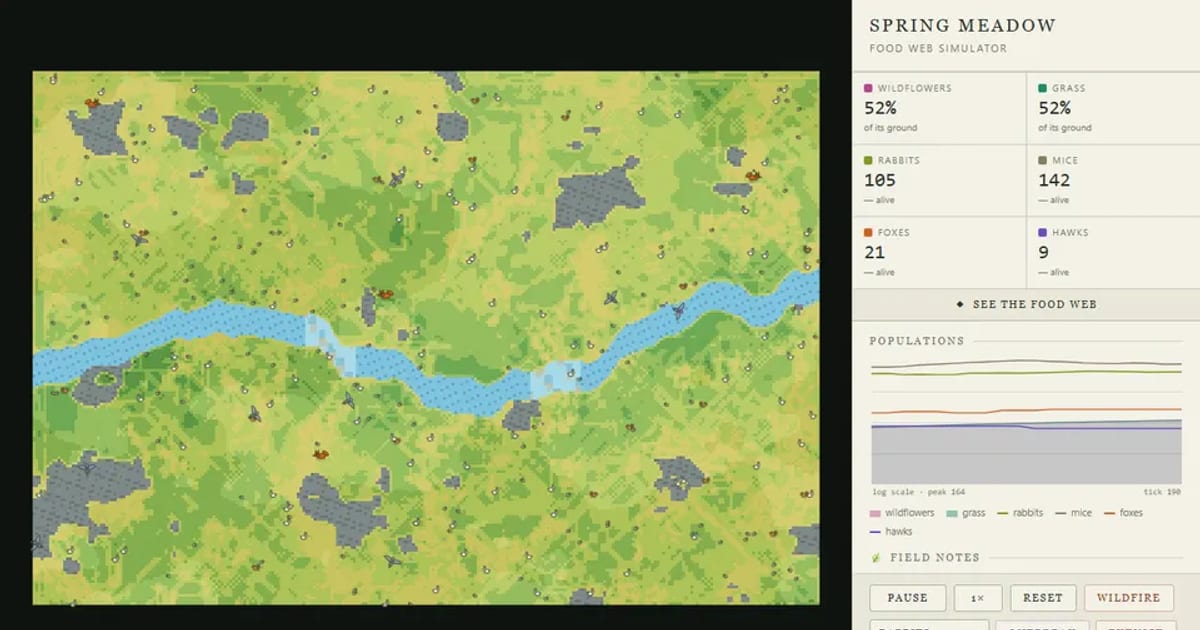 SPRING MEADOW
FOOD WEB SIMULATOR
WILDFLOWERS
52%
of its ground
GRASS
52%
of its ground
RABBITS
105
— alive
MICE
142
— alive
FOXES
21
— alive
HAWKS
9
— alive
◆ SEE THE FOOD WEB
POPULATIONS
log scale · peak 164
tick 190
wildflowers grass rabbits mice foxes
hawks
FIELD NOTES
PAUSE 1× RESET WILDFIRE